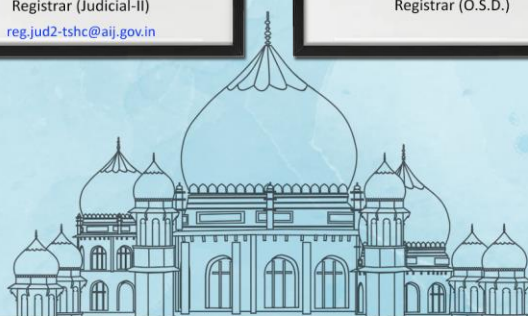 Registrar (Judicial-II)
reg.jud2-tshc@aij.gov.in
Registrar (O.S.D.)